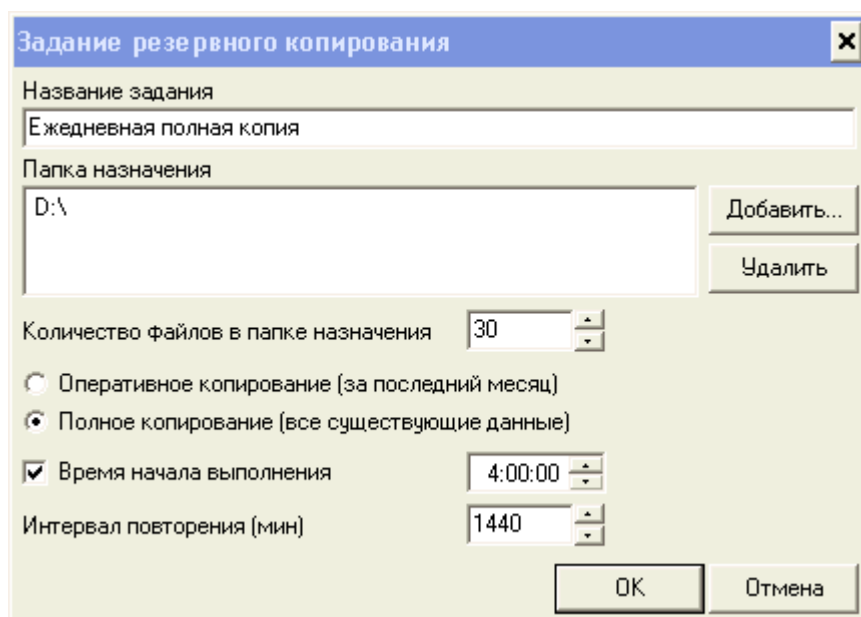 Задание резервного копирования
Название задания
Ежедневная полная копия
Папка назначения
D:\
Добавить...
Удалить
Количество файлов в папке назначения 30
Оперативное копирование (за последний месяц)
Полное копирование (все существующие данные)
Время начала выполнения 4:00:00
Интервал повторения (мин) 1440
OK Отмена